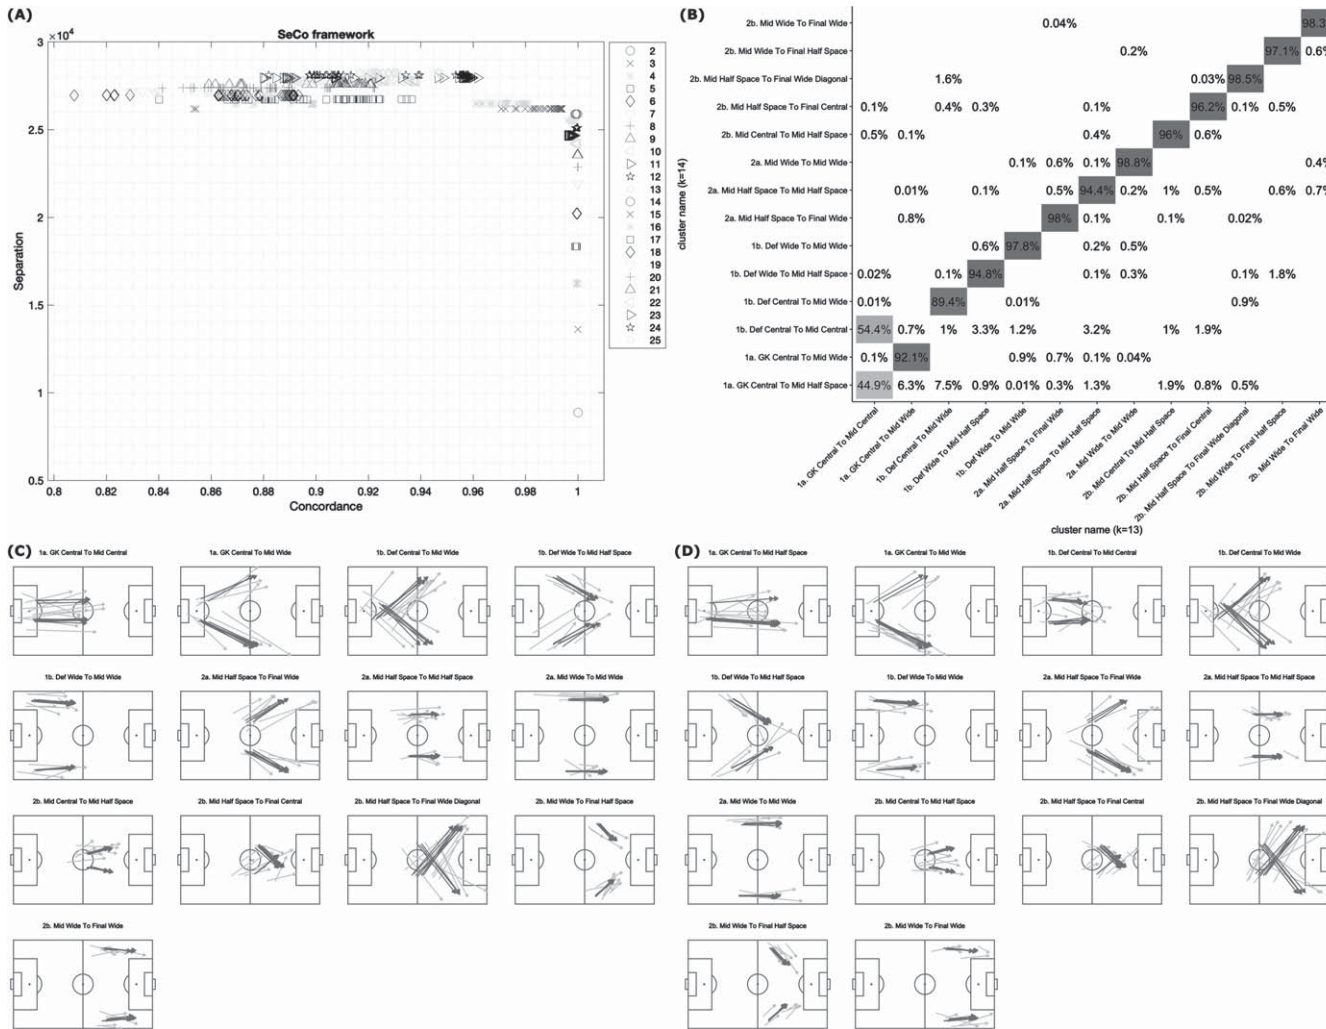 (A)
×10⁴
SeCo framework
3
2.5
2
1.5
1
0.5
0.8 0.82 0.84 0.86 0.88 0.9 0.92 0.94 0.96 0.98 1
Concordance
Separation
2
3
4
5
6
7
8
9
10
11
12
13
14
15
16
17
18
19
20
21
22
23
24
25
(B)
cluster name (k=14)
2b. Mid Wide To Final Wide 0.04% 98.3
2b. Mid Wide To Final Half Space 0.2% 97.1% 0.6%
2b. Mid Half Space To Final Wide Diagonal 1.6% 0.03% 98.5%
2b. Mid Half Space To Final Central 0.1% 0.4% 0.3% 0.1% 96.2% 0.1% 0.5%
2b. Mid Central To Mid Half Space 0.5% 0.1% 0.4% 96% 0.6%
2a. Mid Wide To Mid Wide 0.1% 0.6% 0.1% 98.8% 0.4%
2a. Mid Half Space To Mid Half Space 0.01% 0.1% 0.5% 94.4% 0.2% 1% 0.5% 0.6% 0.7%
2a. Mid Half Space To Final Wide 0.8% 98% 0.1% 0.1% 0.02%
1b. Def Wide To Mid Wide 0.6% 97.8% 0.2% 0.5%
1b. Def Wide To Mid Half Space 0.02% 0.1% 94.8% 0.1% 0.3% 0.1% 1.8%
1b. Def Central To Mid Wide 0.01% 89.4% 0.01% 0.9%
1b. Def Central To Mid Central 54.4% 0.7% 1% 3.3% 1.2% 3.2% 1% 1.9%
1a. GK Central To Mid Wide 0.1% 92.1% 0.9% 0.7% 0.1% 0.04%
1a. GK Central To Mid Half Space 44.9% 6.3% 7.5% 0.9% 0.01% 0.3% 1.3% 1.9% 0.8% 0.5%
1a. GK Central To Mid Central
1a. GK Central To Mid Wide
1b. Def Central To Mid Wide
1b. Def Wide To Mid Half Space
1b. Def Wide To Mid Wide
2a. Mid Half Space To Final Wide
2a. Mid Half Space To Mid Half Space
2a. Mid Wide To Mid Wide
2b. Mid Central To Mid Half Space
2b. Mid Half Space To Final Central
2b. Mid Half Space To Final Wide Diagonal
2b. Mid Wide To Final Half Space
2b. Mid Wide To Final Wide
cluster name (k=13)
(C)
1a. GK Central To Mid Central 1a. GK Central To Mid Wide 1b. Def Central To Mid Wide 1b. Def Wide To Mid Half Space
1b. Def Wide To Mid Wide 2a. Mid Half Space To Final Wide 2a. Mid Half Space To Mid Half Space 2a. Mid Wide To Mid Wide
2b. Mid Central To Mid Half Space 2b. Mid Half Space To Final Central 2b. Mid Half Space To Final Wide Diagonal 2b. Mid Wide To Final Half Space
2b. Mid Wide To Final Wide
(D)
1a. GK Central To Mid Half Space 1a. GK Central To Mid Wide 1b. Def Central To Mid Central 1b. Def Central To Mid Wide
1b. Def Wide To Mid Half Space 1b. Def Wide To Mid Wide 2a. Mid Half Space To Final Wide 2a. Mid Half Space To Mid Half Space
2a. Mid Wide To Mid Wide 2b. Mid Central To Mid Half Space 2b. Mid Half Space To Final Central 2b. Mid Half Space To Final Wide Diagonal
2b. Mid Wide To Final Half Space 2b. Mid Wide To Final Wide